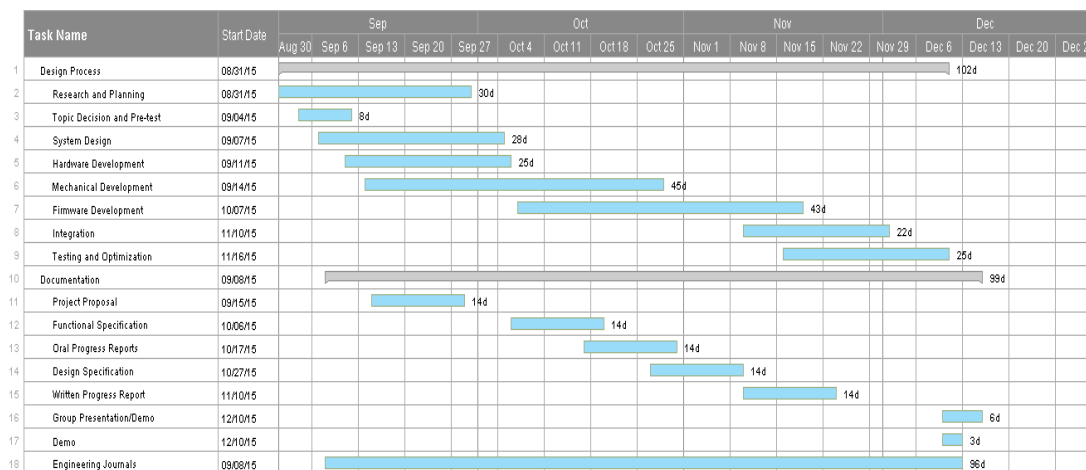 Task Name Start Date Sep Oct Nov Dec
Aug 30 Sep 6 Sep 13 Sep 20 Sep 27 Oct 4 Oct 11 Oct 18 Oct 25 Nov 1 Nov 8 Nov 15 Nov 22 Nov 29 Dec 6 Dec 13 Dec 20 Dec 2
1 Design Process 08/31/15 102d
2 Research and Planning 08/31/15 30d
3 Topic Decision and Pre-test 09/04/15 8d
4 System Design 09/07/15 28d
5 Hardware Development 09/11/15 25d
6 Mechanical Development 09/14/15 45d
7 Firmware Development 10/07/15 43d
8 Integration 11/10/15 22d
9 Testing and Optimization 11/16/15 25d
10 Documentation 09/08/15 99d
11 Project Proposal 09/15/15 14d
12 Functional Specification 10/06/15 14d
13 Oral Progress Reports 10/17/15 14d
14 Design Specification 10/27/15 14d
15 Written Progress Report 11/10/15 14d
16 Group Presentation/Demo 12/10/15 6d
17 Demo 12/10/15 3d
18 Engineering Journals 09/08/15 96d